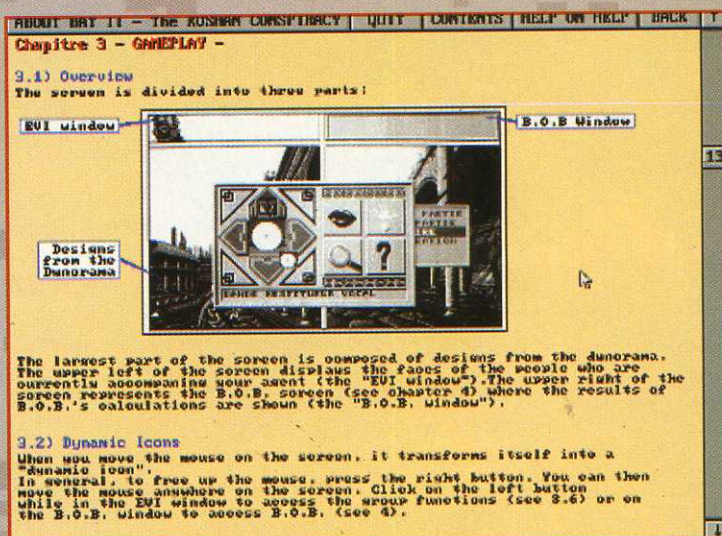 ABOUT BAT II - The KOSHAN CONSPIRACY QUIT CONTENTS HELP ON HELP BACK
Chapitre 3 - GAMEPLAY -
3.1) Overview
The screen is divided into three parts:
EVI window
B.O.B Window
13
Designs
from the
Dunorama
The largest part of the screen is composed of designs from the dunorama.
The upper left of the screen displays the faces of the people who are
currently accompaning your agent (the "EVI window").The upper right of the
screen represents the B.O.B. screen (see chapter 4) where the results of
B.O.B.'s calculations are shown (the "B.O.B. window").
3.2) Dynamic Icons
When you move the mouse on the screen, it transforms itself into a
"dynamic icon".
In general, to free up the mouse, press the right button. You can then
move the mouse anywhere on the screen. Click on the left button
while in the EVI window to access the group functions (see 3.6) or on
the B.O.B. window to access B.O.B. (see 4).